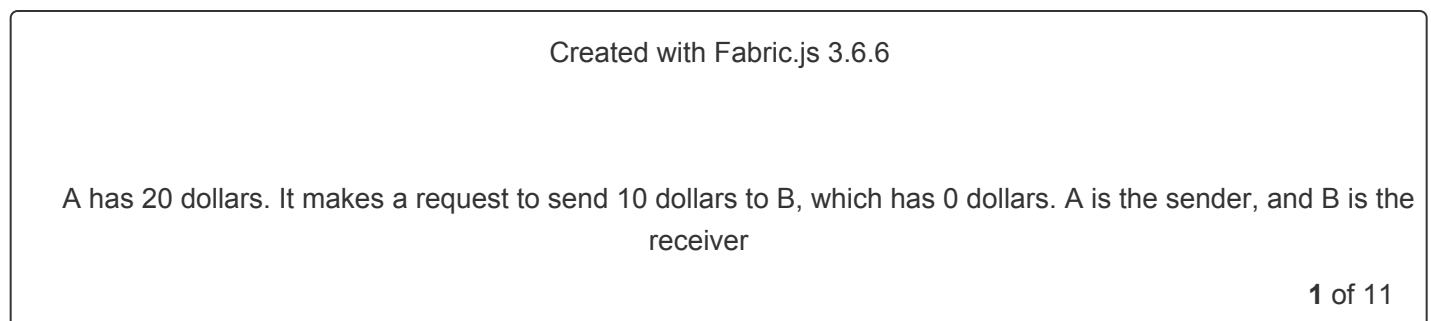 Created with Fabric.js 3.6.6
A has 20 dollars. It makes a request to send 10 dollars to B, which has 0 dollars. A is the sender, and B is the
receiver
1 of 11